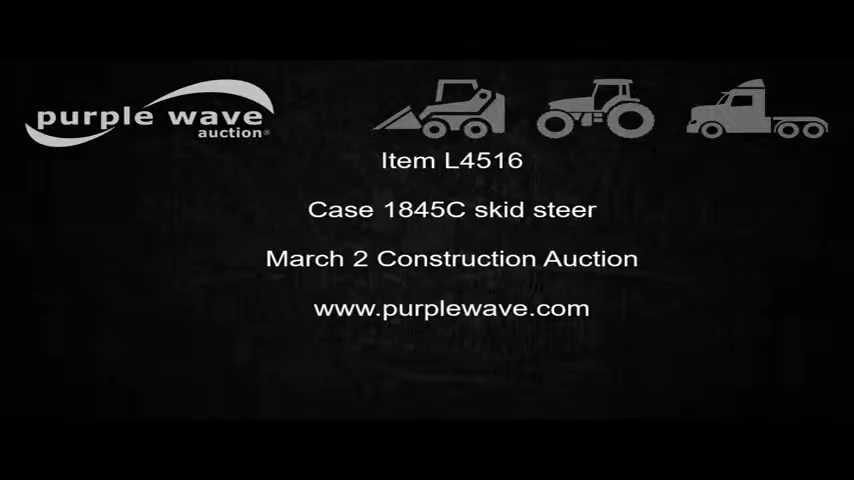 purple wave
auction®
Item L4516
Case 1845C skid steer
March 2 Construction Auction
www.purplewave.com